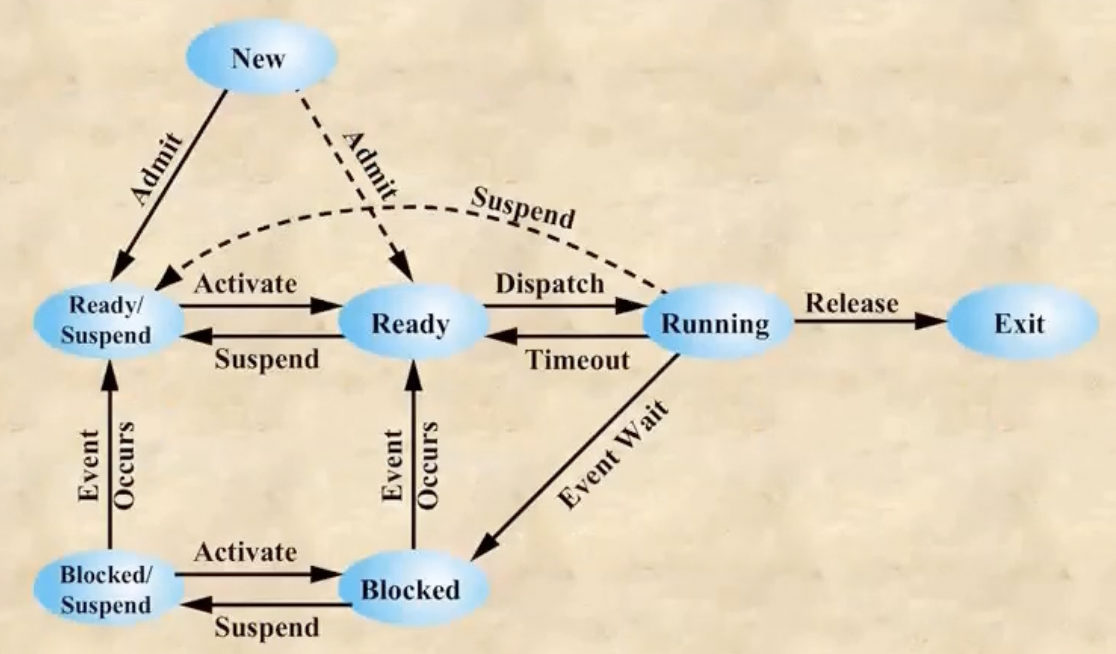 New
Admit
Admit
Suspend
Activate
Dispatch
Release
Ready/
Suspend
Ready
Running
Exit
Suspend
Timeout
Event
Occurs
Event
Occurs
Event Wait
Activate
Blocked/
Suspend
Blocked
Suspend